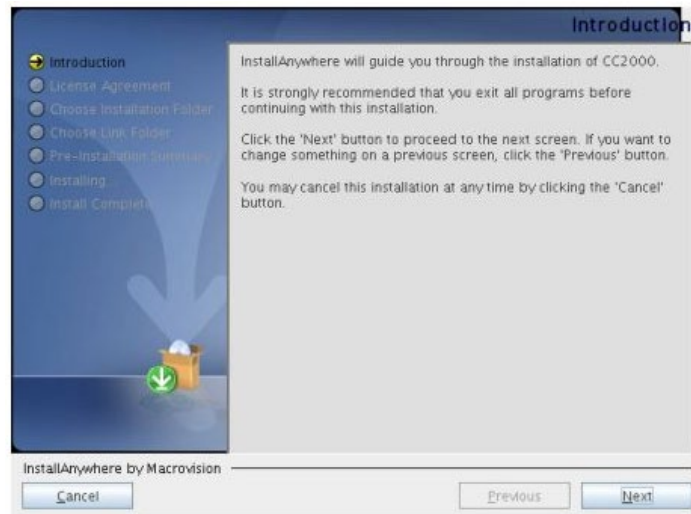 Introduction
Introduction
License Agreement
Choose Installation Folder
Choose Link Folder
Pre-Installation Summary
Installing...
Install Complete
InstallAnywhere will guide you through the installation of CC2000.
It is strongly recommended that you exit all programs before
continuing with this installation.
Click the 'Next' button to proceed to the next screen. If you want to
change something on a previous screen, click the 'Previous' button.
You may cancel this installation at any time by clicking the 'Cancel'
button.
InstallAnywhere by Macrovision
Cancel
Previous
Next